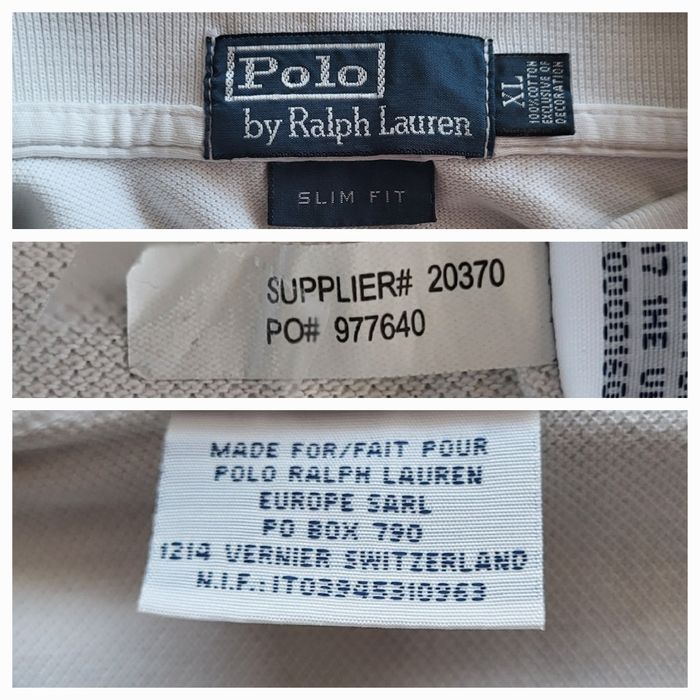 Polo
by Ralph Lauren
XL
100% COTTON
EXCLUSIVE OF
DECORATION
SLIM FIT
SUPPLIER# 20370
PO# 977640
MADE FOR/FAIT POUR
POLO RALPH LAUREN
EUROPE SARL
PO BOX 790
1214 VERNIER SWITZERLAND
N.I.F.:IT03945310963